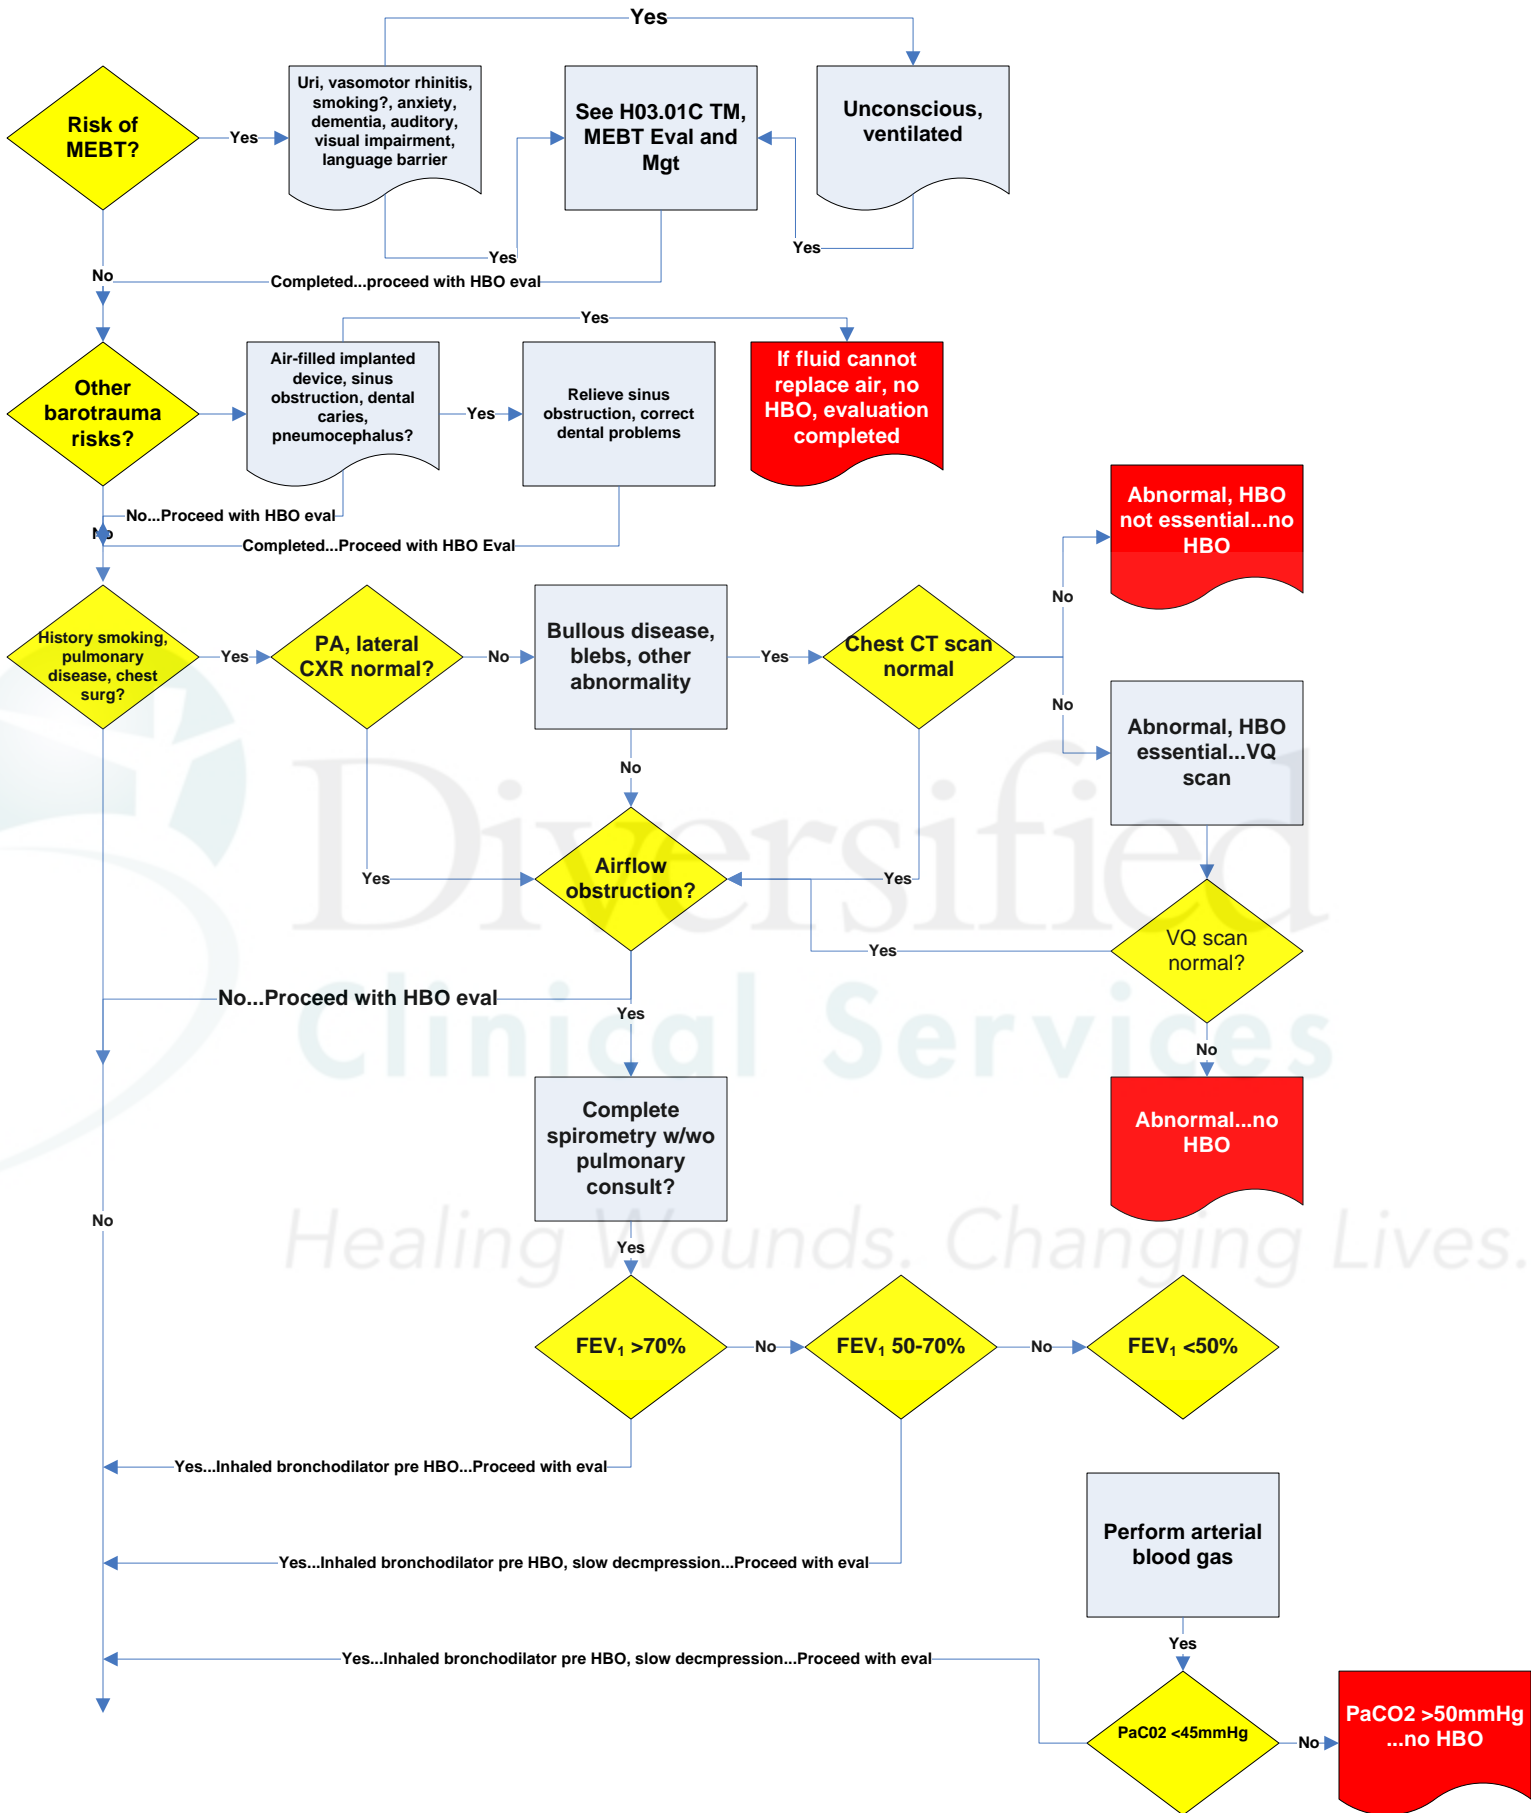 Yes
Risk of
MEBT?
Yes
Uri, vasomotor rhinitis,
smoking?, anxiety,
dementia, auditory,
visual impairment,
language barrier
See H03.01C TM,
MEBT Eval and
Mgt
Unconscious,
ventilated
Yes
Yes
No
Completed...proceed with HBO eval
Yes
Other
barotrauma
risks?
Air-filled implanted
device, sinus
obstruction, dental
caries,
pneumocephalus?
Yes
Relieve sinus
obstruction, correct
dental problems
If fluid cannot
replace air, no
HBO, evaluation
completed
No...Proceed with HBO eval
No
Completed...Proceed with HBO Eval
Abnormal, HBO
not essential...no
HBO
No
History smoking,
pulmonary
disease, chest
surg?
Yes
PA, lateral
CXR normal?
No
Bullous disease,
blebs, other
abnormality
Yes
Chest CT scan
normal
No
Abnormal, HBO
essential...VQ
scan
No
Diversified
Airflow
obstruction?
Yes
Yes
Yes
VQ scan
normal?
No...Proceed with HBO eval
Yes
Clinical Services
No
Complete
spirometry w/wo
pulmonary
consult?
Abnormal...no
HBO
No
Healing Wounds. Changing Lives.
Yes
FEV₁ >70%
No
FEV₁ 50-70%
No
FEV₁ <50%
Yes...Inhaled bronchodilator pre HBO...Proceed with eval
Perform arterial
blood gas
Yes...Inhaled bronchodilator pre HBO, slow decmpression...Proceed with eval
Yes
Yes...Inhaled bronchodilator pre HBO, slow decmpression...Proceed with eval
PaC02 <45mmHg
No
PaCO2 >50mmHg
...no HBO